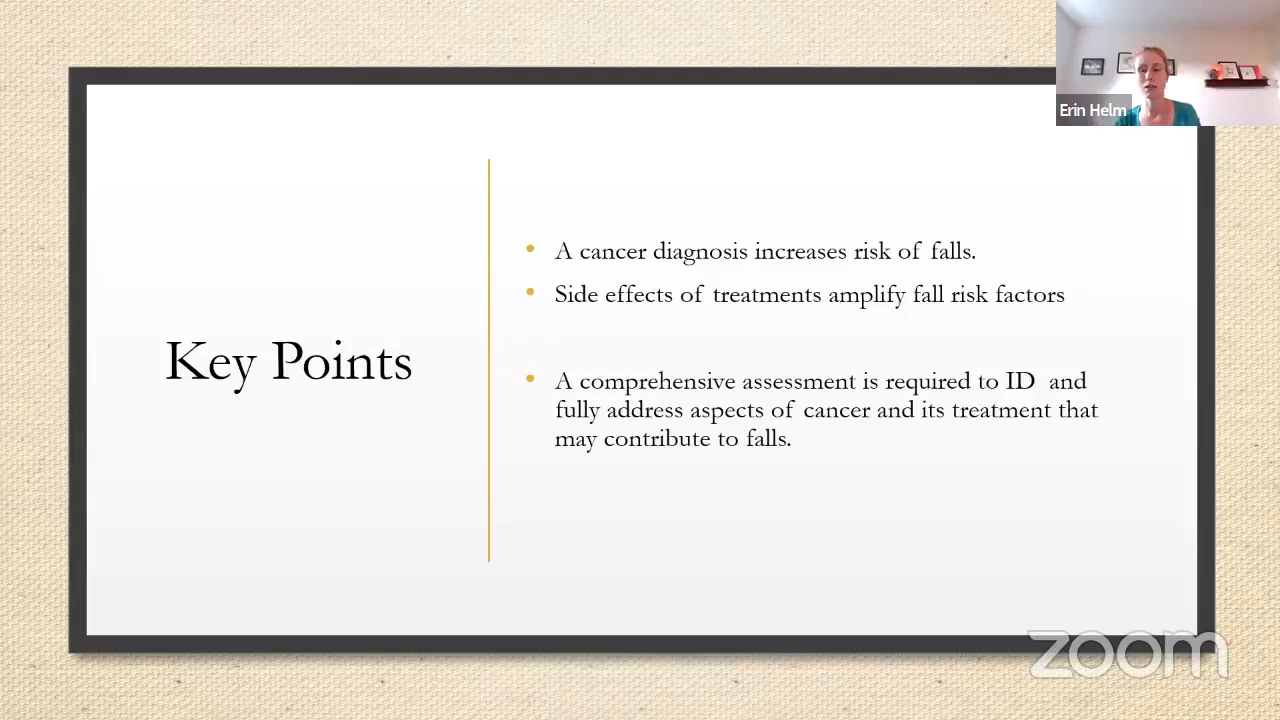 Erin Helm
Key Points
• A cancer diagnosis increases risk of falls.
• Side effects of treatments amplify fall risk factors
• A comprehensive assessment is required to ID and
fully address aspects of cancer and its treatment that
may contribute to falls.
zoom